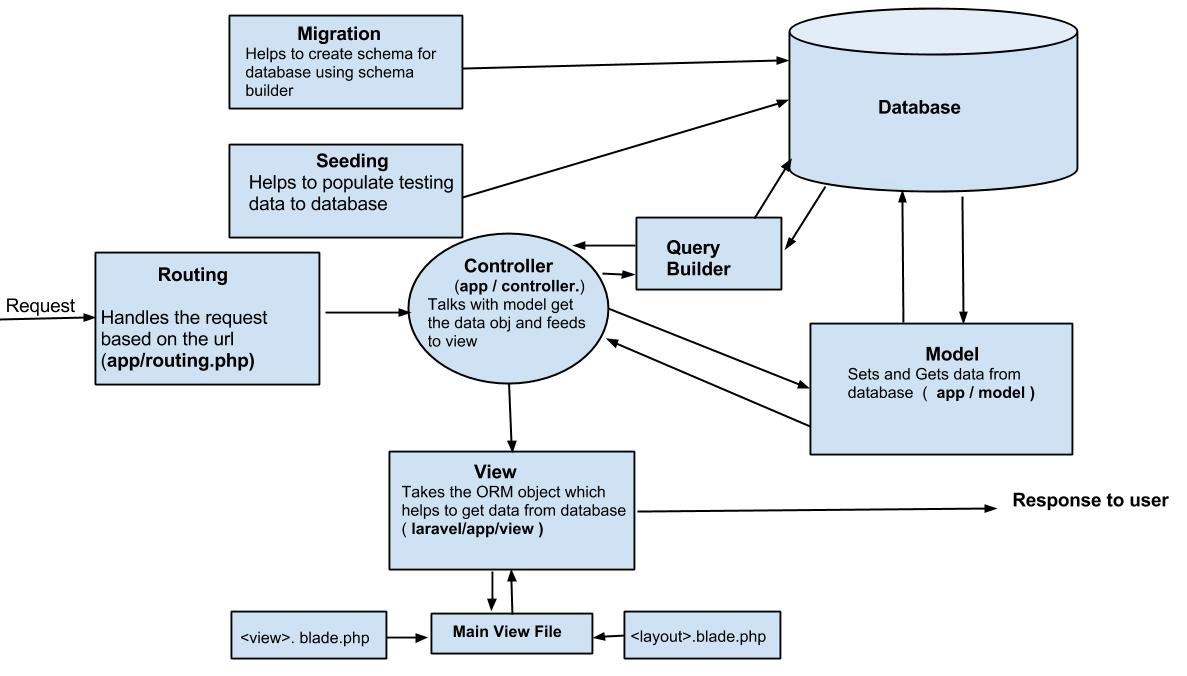 Migration
Helps to create schema for
database using schema
builder
Database
Seeding
Helps to populate testing
data to database
Query
Builder
Request
Routing
Handles the request
based on the url
(app/routing.php)
Controller
(app / controller.)
Talks with model get
the data obj and feeds
to view
Model
Sets and Gets data from
database ( app / model )
View
Takes the ORM object which
helps to get data from database
( laravel/app/view )
Response to user
<view>. blade.php
Main View File
<layout>.blade.php